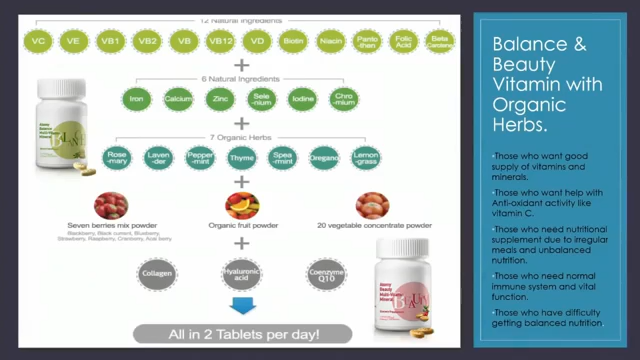 12 Natural Ingredients
VC VE VB1 VB2 VB VB12 VD Biotin Niacin Panto-then Folic Acid Beta Carotene
+
6 Natural Ingredients
Iron Calcium Zinc Sele-nium Iodine Chro-mium
+
7 Organic Herbs
Rose-mary Laven-der Pepper-mint Thyme Spea-mint Oregano Lemon-grass
+
Seven berries mix powder
Blackberry, Black current, Blueberry,
Strawberry, Raspberry, Cranberry, Acai berry
Organic fruit powder
20 vegetable concentrate powder
+
Collagen
Hyaluronic acid
Coenzyme Q10
All in 2 Tablets per day!
Balance &
Beauty
Vitamin with
Organic
Herbs.
•Those who want good
supply of vitamins and
minerals.
•Those who want help with
Anti-oxidant activity like
vitamin C.
•Those who need nutritional
supplement due to irregular
meals and unbalanced
nutrition.
•Those who need normal
immune system and vital
function.
•Those who have difficulty
getting balanced nutrition.